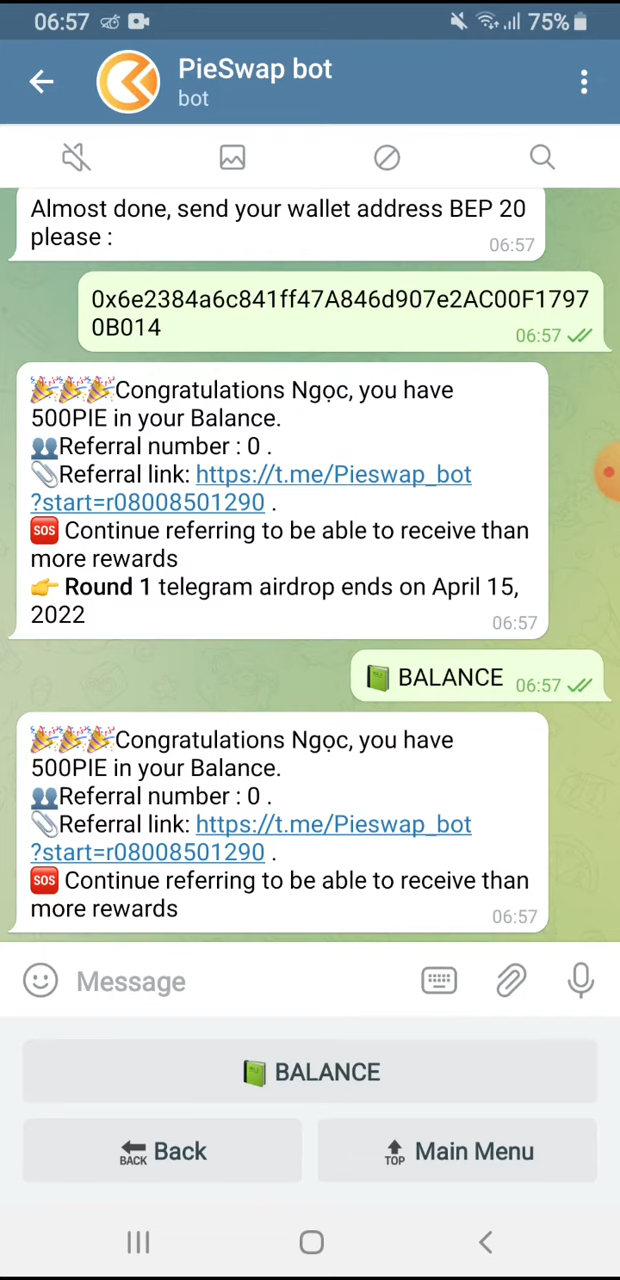 06:57
75%
PieSwap bot
bot
Almost done, send your wallet address BEP 20
please :
06:57
0x6e2384a6c841ff47A846d907e2AC00F1797
0B014
06:57
Congratulations Ngọc, you have
500PIE in your Balance.
Referral number : 0 .
Referral link: https://t.me/Pieswap_bot
?start=r08008501290 .
SOS Continue referring to be able to receive than
more rewards
Round 1 telegram airdrop ends on April 15,
2022
06:57
BALANCE
06:57
Congratulations Ngọc, you have
500PIE in your Balance.
Referral number : 0 .
Referral link: https://t.me/Pieswap_bot
?start=r08008501290 .
SOS Continue referring to be able to receive than
more rewards
06:57
Message
BALANCE
BACK Back
TOP Main Menu